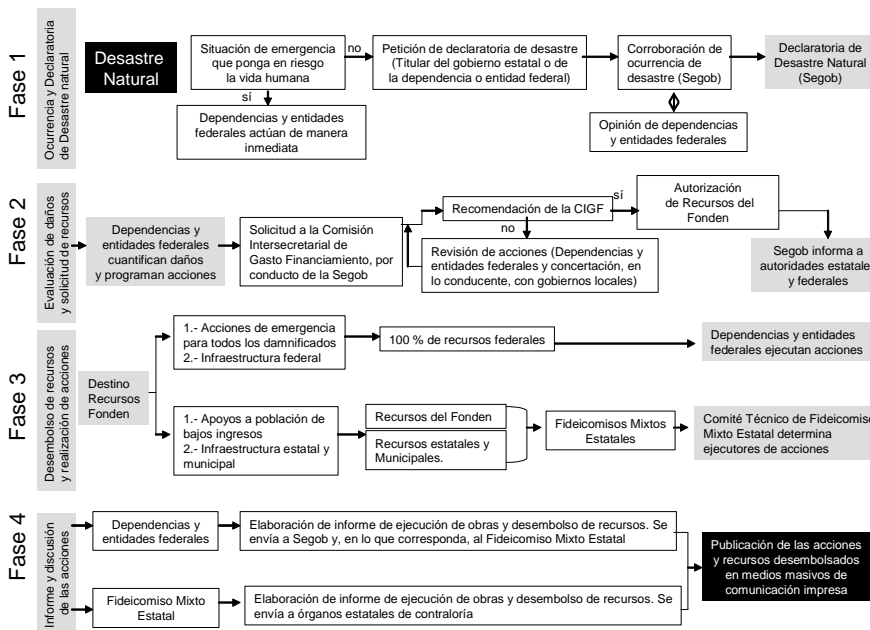 Fase 1
Ocurrencia y Declaratoria
de Desastre natural
Desastre
Natural
Situación de emergencia
que ponga en riesgo
la vida humana
no
sí
Dependencias y entidades
federales actúan de manera
inmediata
Petición de declaratoria de desastre
(Titular del gobierno estatal o de
la dependencia o entidad federal)
Corroboración de
ocurrencia de
desastre (Segob)
Opinión de dependencias
y entidades federales
Declaratoria de
Desastre Natural
(Segob)
Fase 2
Evaluación de daños
y solicitud de recursos
Dependencias y
entidades federales
cuantifican daños
y programan acciones
Solicitud a la Comisión
Intersecretarial de
Gasto Financiamiento, por
conducto de la Segob
Recomendación de la CIGF
sí
no
Revisión de acciones (Dependencias y
entidades federales y concertación, en
lo conducente, con gobiernos locales)
Autorización
de Recursos del
Fonden
Segob informa a
autoridades estatales
y federales
Fase 3
Desembolso de recursos
y realización de acciones
Destino
Recursos
Fonden
1.- Acciones de emergencia
para todos los damnificados
2.- Infraestructura federal
100 % de recursos federales
Dependencias y entidades
federales ejecutan acciones
1.- Apoyos a población de
bajos ingresos
2.- Infraestructura estatal y
municipal
Recursos del Fonden
Recursos estatales y
Municipales.
Fideicomisos Mixtos
Estatales
Comité Técnico de Fideicomiso
Mixto Estatal determina
ejecutores de acciones
Fase 4
Informe y discusión
de las acciones
Dependencias y
entidades federales
Elaboración de informe de ejecución de obras y desembolso de recursos. Se
envía a Segob y, en lo que corresponda, al Fideicomiso Mixto Estatal
Fideicomiso Mixto
Estatal
Elaboración de informe de ejecución de obras y desembolso de recursos. Se
envía a órganos estatales de contraloría
Publicación de las acciones
y recursos desembolsados
en medios masivos de
comunicación impresa